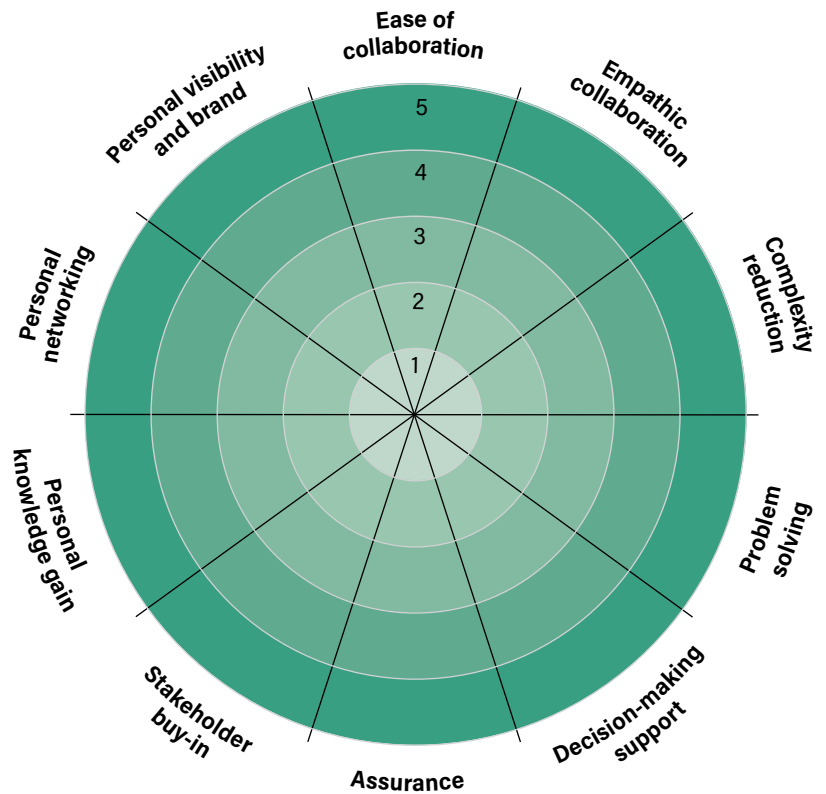 Ease of
collaboration
Empathic
collaboration
Complexity
reduction
Problem
solving
Decision-making
support
Assurance
Stakeholder
buy-in
Personal
knowledge gain
Personal
networking
Personal visibility
and brand
5
4
3
2
1